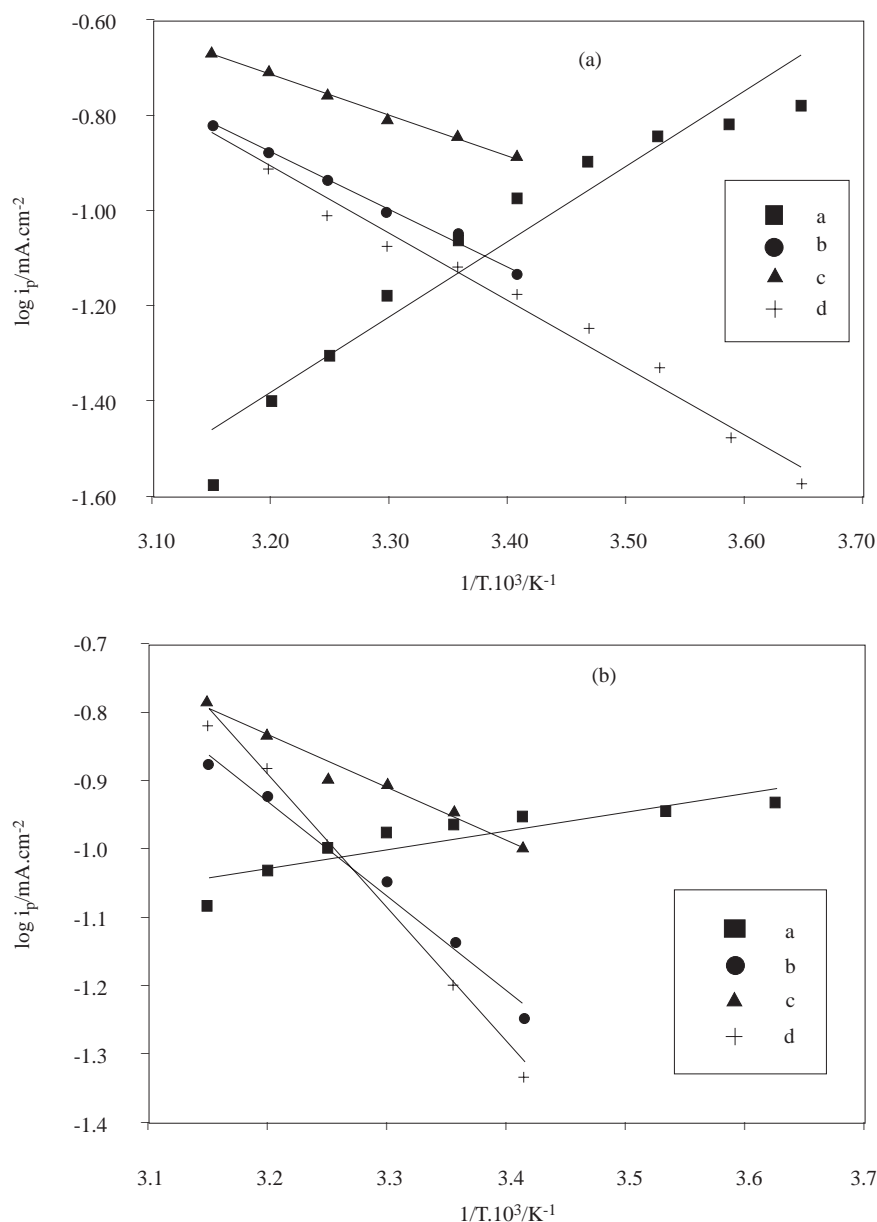 -0.60
(a)
-0.80
-1.00
-1.20
-1.40
-1.60
log i_p/mA.cm^-2
a
b
c
d
3.10 3.20 3.30 3.40 3.50 3.60 3.70
1/T.10^3/K^-1
-0.7
(b)
-0.8
-0.9
-1.0
-1.1
-1.2
-1.3
-1.4
log i_p/mA.cm^-2
a
b
c
d
3.1 3.2 3.3 3.4 3.5 3.6 3.7
1/T.10^3/K^-1